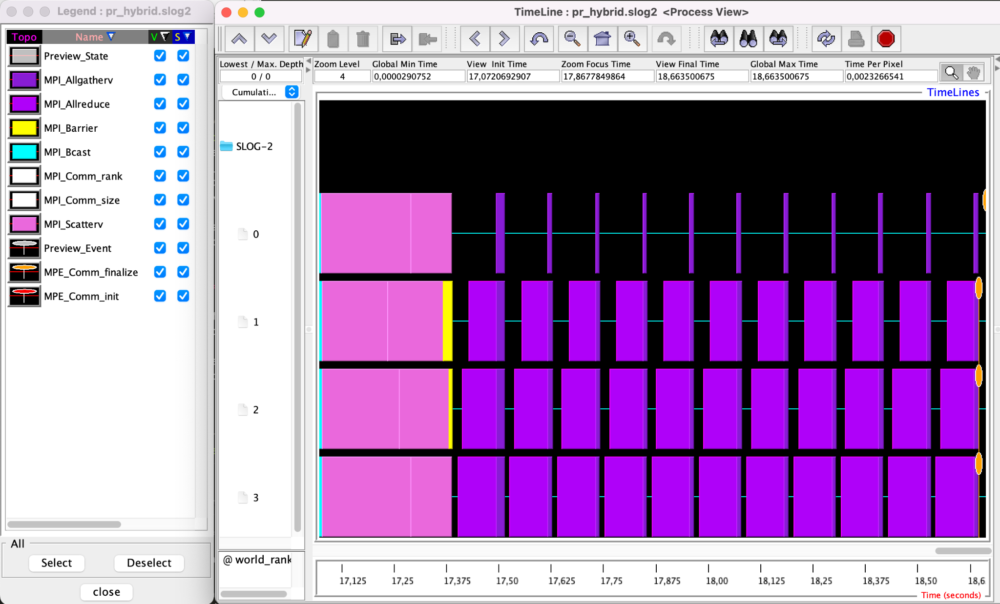 Legend : pr_hybrid.slog2
Topo Name V S
Preview_State
MPI_Allgatherv
MPI_Allreduce
MPI_Barrier
MPI_Bcast
MPI_Comm_rank
MPI_Comm_size
MPI_Scatterv
Preview_Event
MPE_Comm_finalize
MPE_Comm_init
All
Select Deselect
close
TimeLine : pr_hybrid.slog2 <Process View>
Lowest / Max. Depth Zoom Level Global Min Time View Init Time Zoom Focus Time View Final Time Global Max Time Time Per Pixel
0 / 0 4 0,0000290752 17,0720692907 17,8677849864 18,663500675 18,663500675 0,0023266541
Cumulati...
TimeLines
SLOG-2
0
1
2
3
@ world_rank
17,125 17,25 17,375 17,50 17,625 17,75 17,875 18,00 18,125 18,25 18,375 18,50 18,6
Time (seconds)